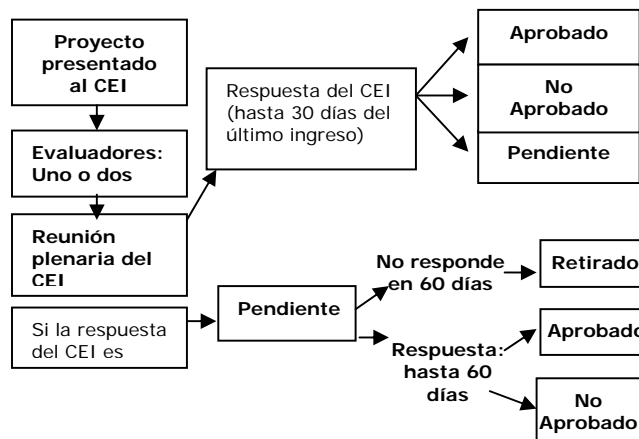 Proyecto
presentado
al CEI
Evaluadores:
Uno o dos
Reunión
plenaria del
CEI
Respuesta del CEI
(hasta 30 días del
último ingreso)
Aprobado
No
Aprobado
Pendiente
Si la respuesta
del CEI es
Pendiente
No responde
en 60 días
Retirado
Respuesta:
hasta 60
días
Aprobado
No
Aprobado